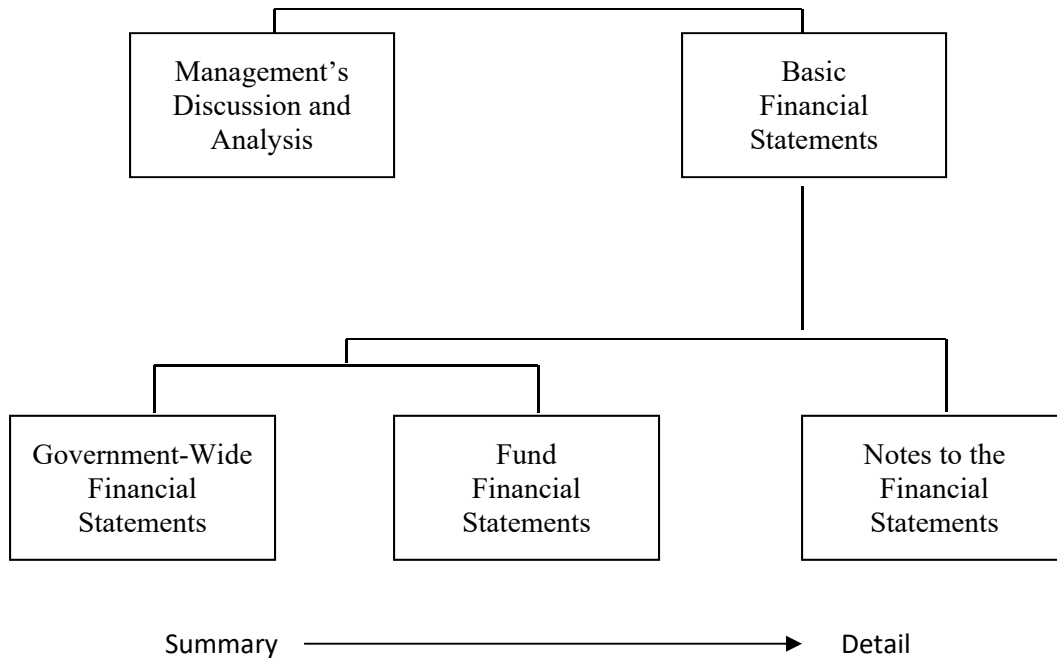 Management’s
Discussion and
Analysis
Basic
Financial
Statements
Government-Wide
Financial
Statements
Fund
Financial
Statements
Notes to the
Financial
Statements
Summary
Detail